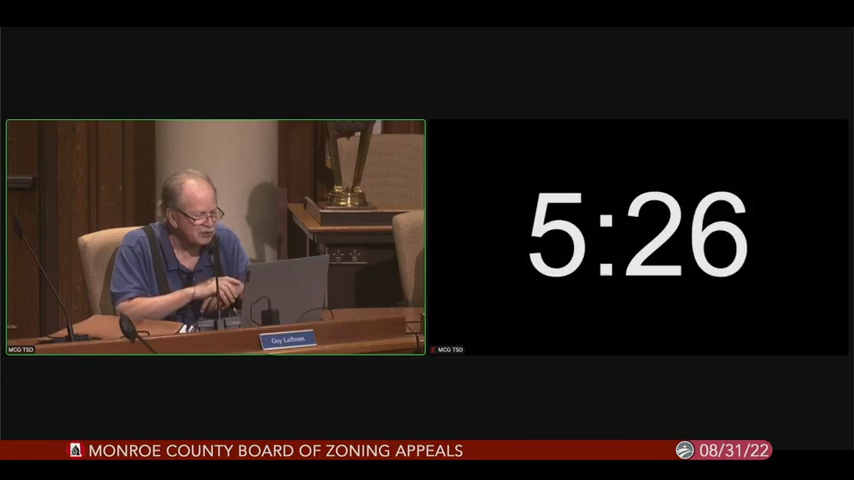 5:26
Guy Loftman
MCG TSD
MCG TSD
MONROE COUNTY BOARD OF ZONING APPEALS
08/31/22